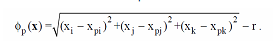 ϕₚ(x) = √((xᵢ − xₚᵢ)² + (xⱼ − xₚⱼ)² + (xₖ − xₚₖ)²) − r .